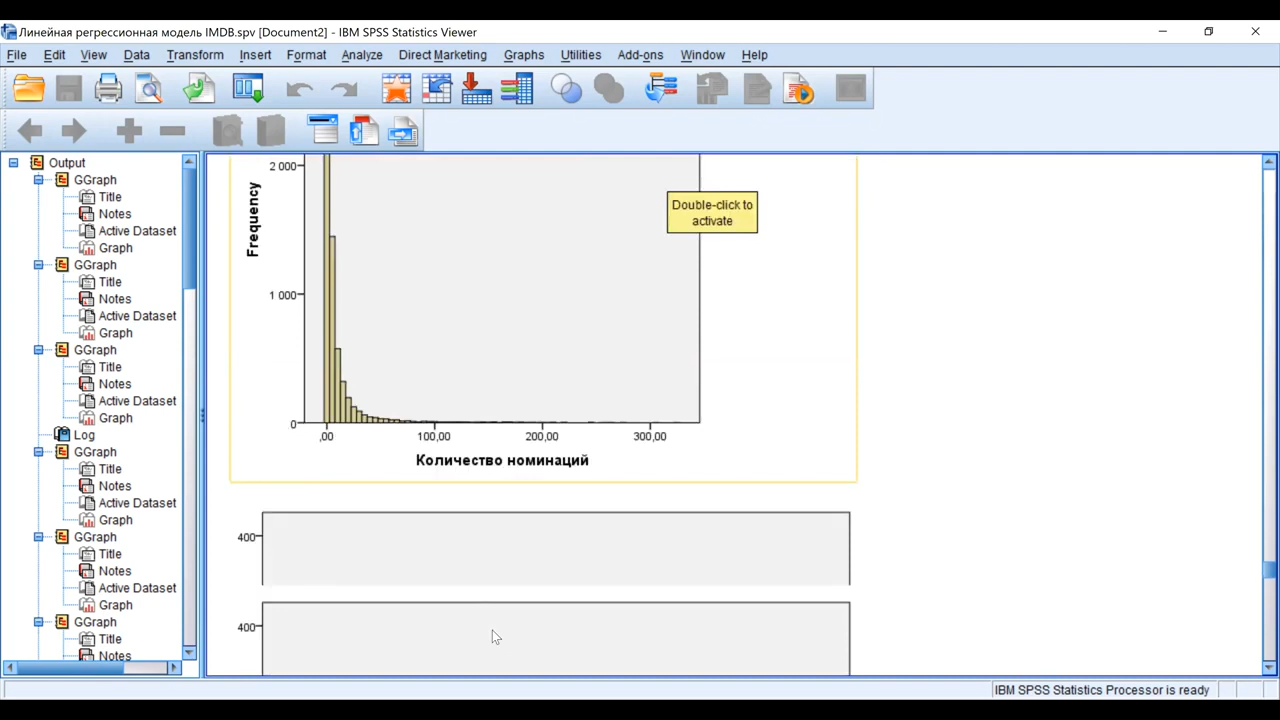 Линейная регрессионная модель IMDB.spv [Document2] - IBM SPSS Statistics Viewer
File Edit View Data Transform Insert Format Analyze Direct Marketing Graphs Utilities Add-ons Window Help
Output
GGraph
Title
Notes
Active Dataset
Graph
GGraph
Title
Notes
Active Dataset
Graph
GGraph
Title
Notes
Active Dataset
Graph
Log
GGraph
Title
Notes
Active Dataset
Graph
GGraph
Title
Notes
Active Dataset
Graph
GGraph
Title
Notes
2 000
1 000
0
Frequency
Double-click to
activate
,00 100,00 200,00 300,00
Количество номинаций
400
400
IBM SPSS Statistics Processor is ready